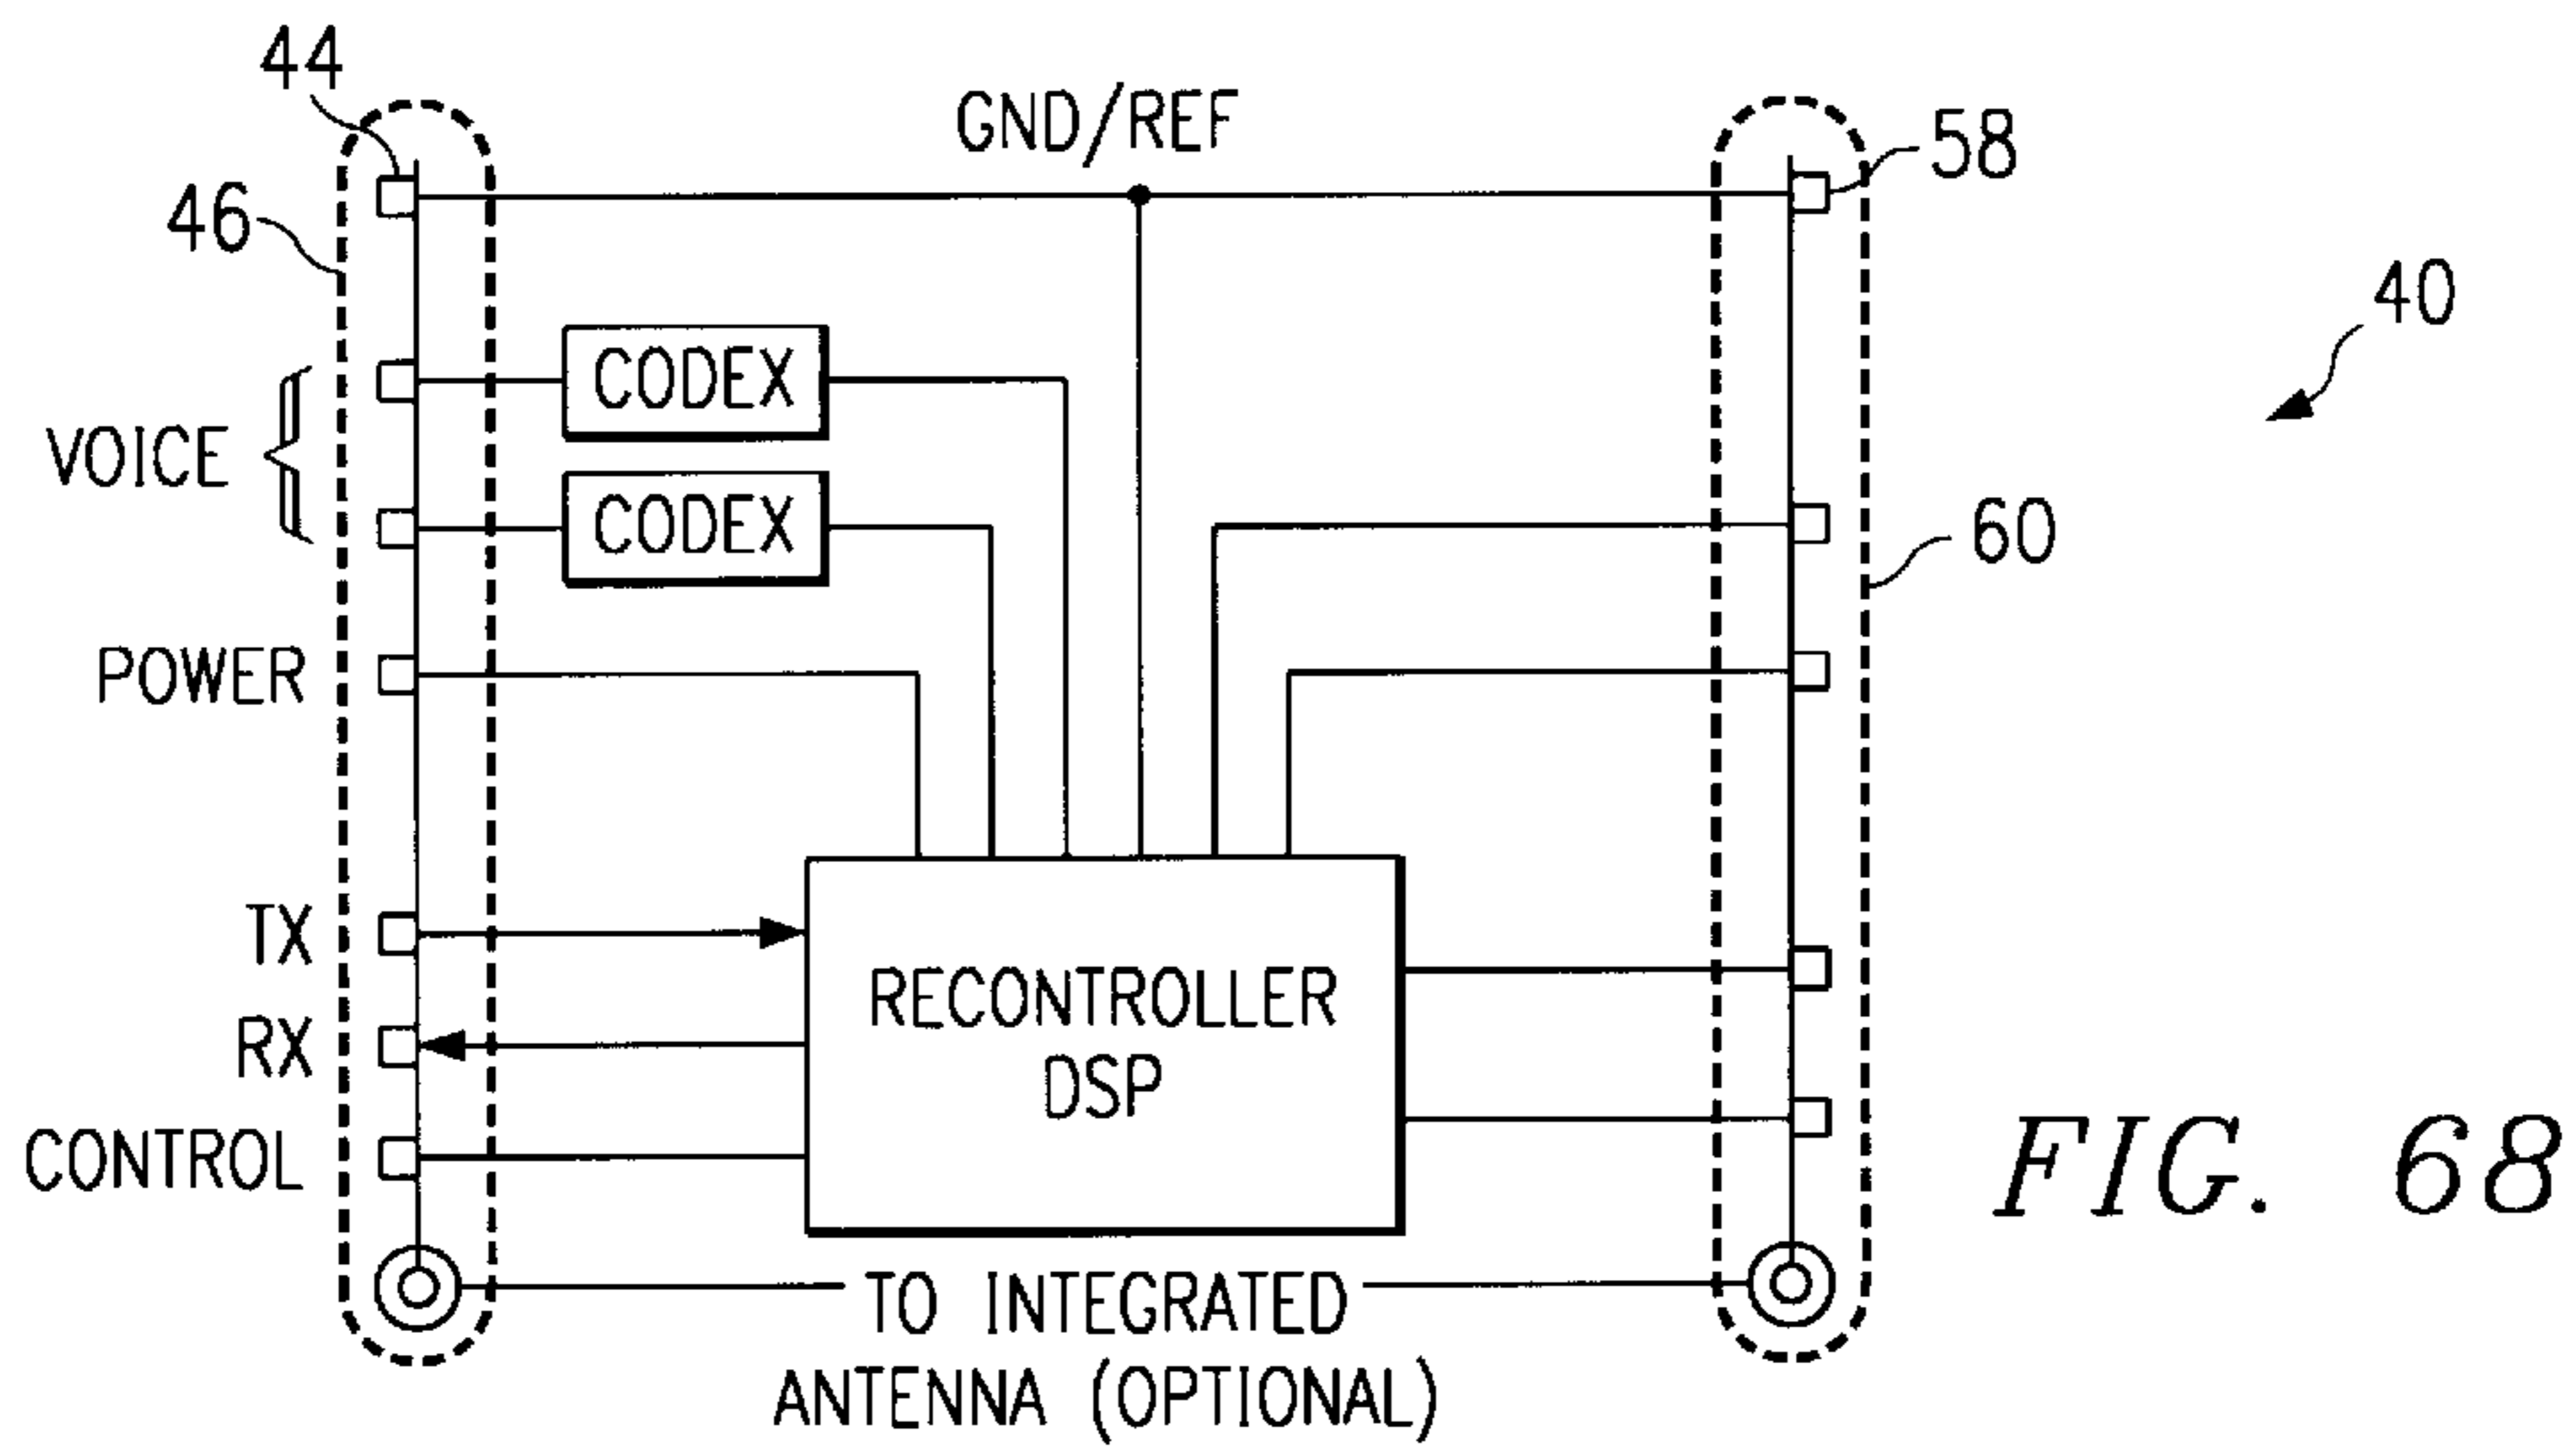 44
GND/REF
58
46
40
CODEX
VOICE
CODEX
60
POWER
TX
RECONTROLLER
DSP
RX
CONTROL
FIG. 68
TO INTEGRATED
ANTENNA (OPTIONAL)